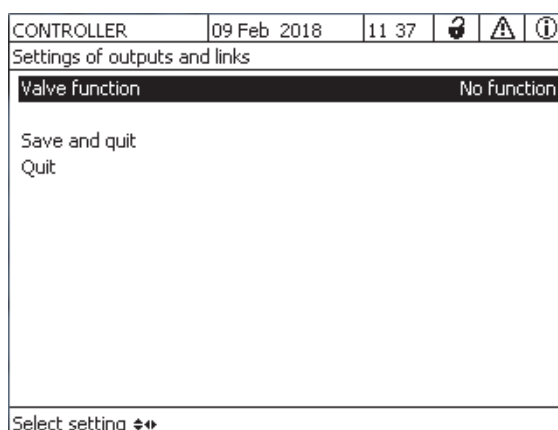 CONTROLLER 09 Feb 2018 11 37
Settings of outputs and links
Valve function No function
Save and quit
Quit
Select setting